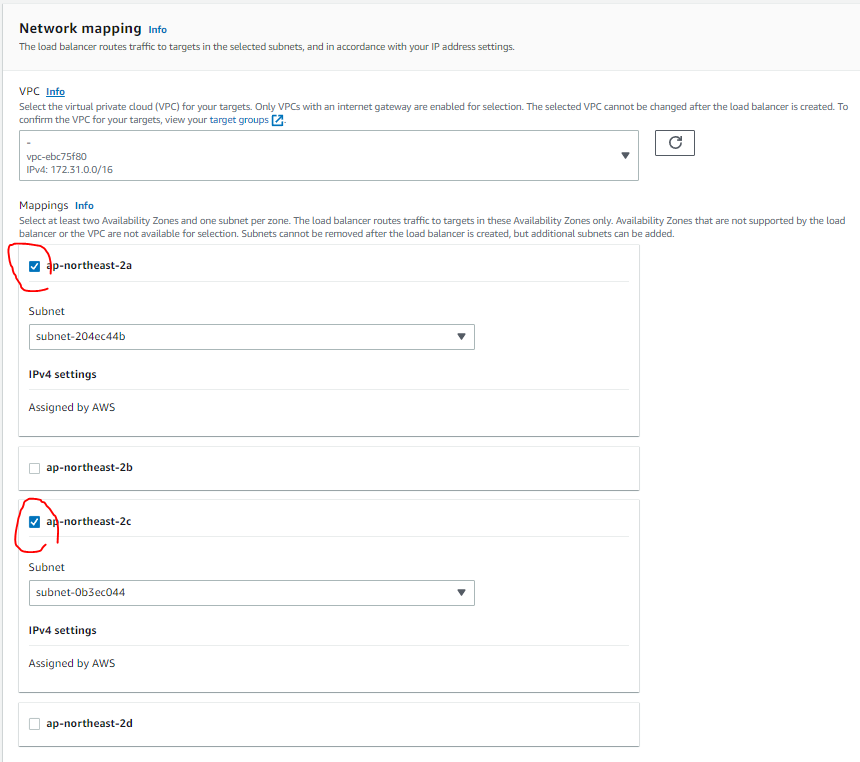 Network mapping Info
The load balancer routes traffic to targets in the selected subnets, and in accordance with your IP address settings.
VPC Info
Select the virtual private cloud (VPC) for your targets. Only VPCs with an internet gateway are enabled for selection. The selected VPC cannot be changed after the load balancer is created. To
confirm the VPC for your targets, view your target groups.
-
vpc-ebc75f80
IPv4: 172.31.0.0/16
Mappings Info
Select at least two Availability Zones and one subnet per zone. The load balancer routes traffic to targets in these Availability Zones only. Availability Zones that are not supported by the load
balancer or the VPC are not available for selection. Subnets cannot be removed after the load balancer is created, but additional subnets can be added.
ap-northeast-2a
Subnet
subnet-204ec44b
IPv4 settings
Assigned by AWS
ap-northeast-2b
ap-northeast-2c
Subnet
subnet-0b3ec044
IPv4 settings
Assigned by AWS
ap-northeast-2d